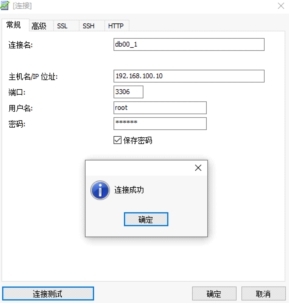 [连接]
常规 高级 SSL SSH HTTP
连接名: db00_1
主机名/IP 位址: 192.168.100.10
端口: 3306
用户名: root
密码: ******
保存密码
连接成功
确定
连接测试 确定 取消